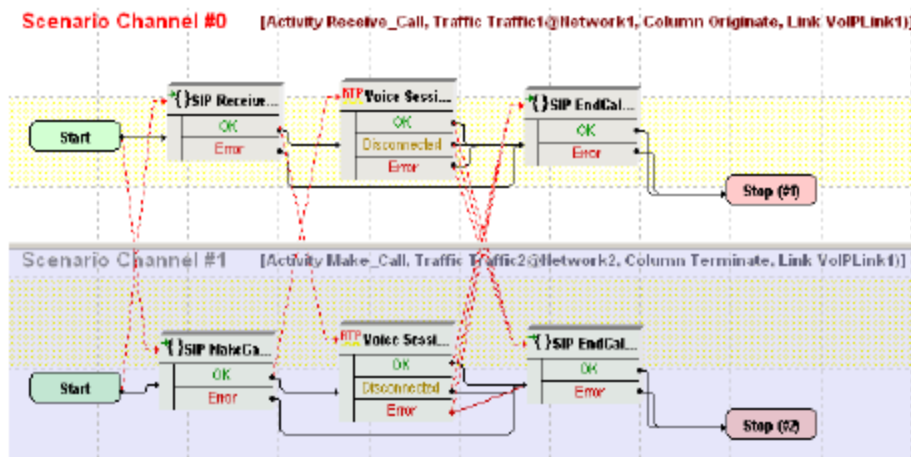 Scenario Channel #0 [Activity Receive_Call, Traffic Traffic1@Network1, Column Originate, Link VoIPLink1)]
{}SIP Receive...
OK
Error
RTP Voice Sessi...
OK
Disconnected
Error
{}SIP EndCal...
OK
Error
Start
Stop (#1)
Scenario Channel #1 [Activity Make_Call, Traffic Traffic2@Network2, Column Terminate, Link VoIPLink1)]
{}SIP MakeCa...
OK
Error
RTP Voice Sessi...
OK
Disconnected
Error
{}SIP EndCal...
OK
Error
Start
Stop (#2)